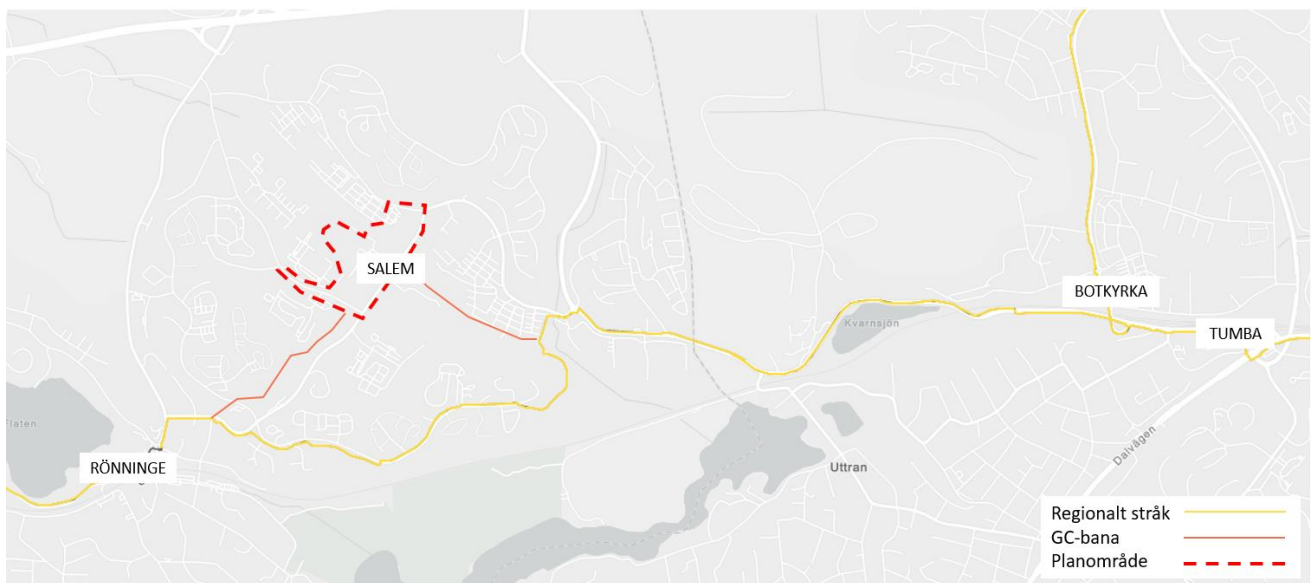 SALEM
BOTKYRKA
Kvarnsjön
TUMBA
Flaten
RÖNNINGE
Uttran
Dalvägen
Regionalt stråk
GC-bana
Planområde